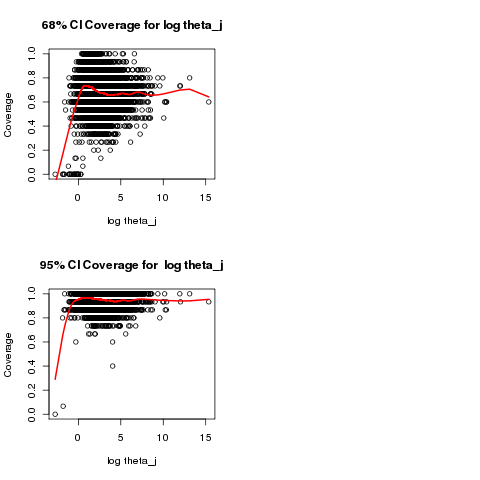 68% CI Coverage for log theta_j
Coverage
0.0 0.2 0.4 0.6 0.8 1.0
0 5 10 15
log theta_j
95% CI Coverage for log theta_j
Coverage
0.0 0.2 0.4 0.6 0.8 1.0
0 5 10 15
log theta_j